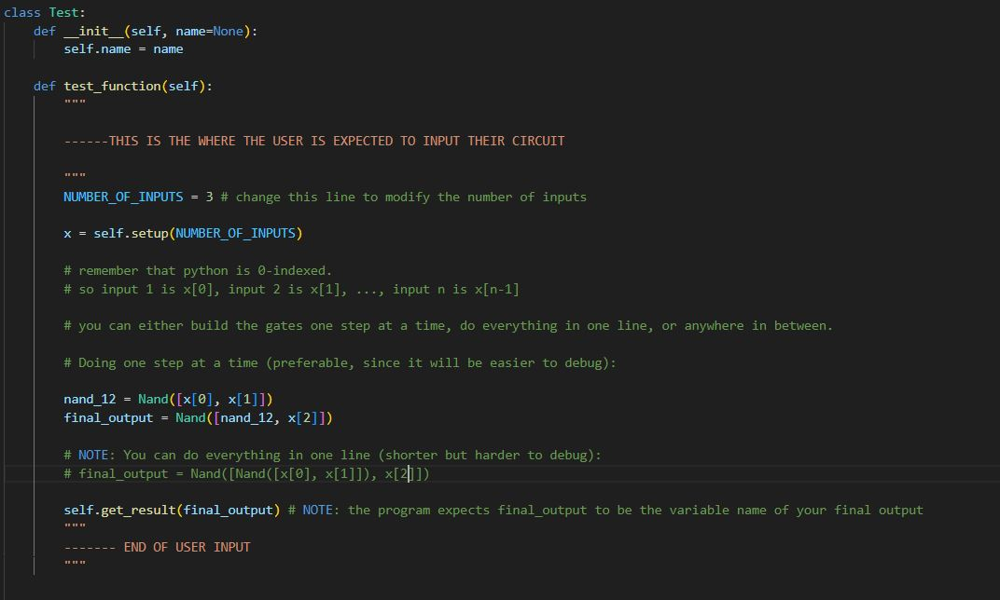 class Test:
    def __init__(self, name=None):
        self.name = name
    def test_function(self):
        """
        ------THIS IS THE WHERE THE USER IS EXPECTED TO INPUT THEIR CIRCUIT
        """
        NUMBER_OF_INPUTS = 3 # change this line to modify the number of inputs
        x = self.setup(NUMBER_OF_INPUTS)
        # remember that python is 0-indexed.
        # so input 1 is x[0], input 2 is x[1], ..., input n is x[n-1]
        # you can either build the gates one step at a time, do everything in one line, or anywhere in between.
        # Doing one step at a time (preferable, since it will be easier to debug):
        nand_12 = Nand([x[0], x[1]])
        final_output = Nand([nand_12, x[2]])
        # NOTE: You can do everything in one line (shorter but harder to debug):
        # final_output = Nand([Nand([x[0], x[1]]), x[2]])
        self.get_result(final_output) # NOTE: the program expects final_output to be the variable name of your final output
        """
        ------- END OF USER INPUT
        """